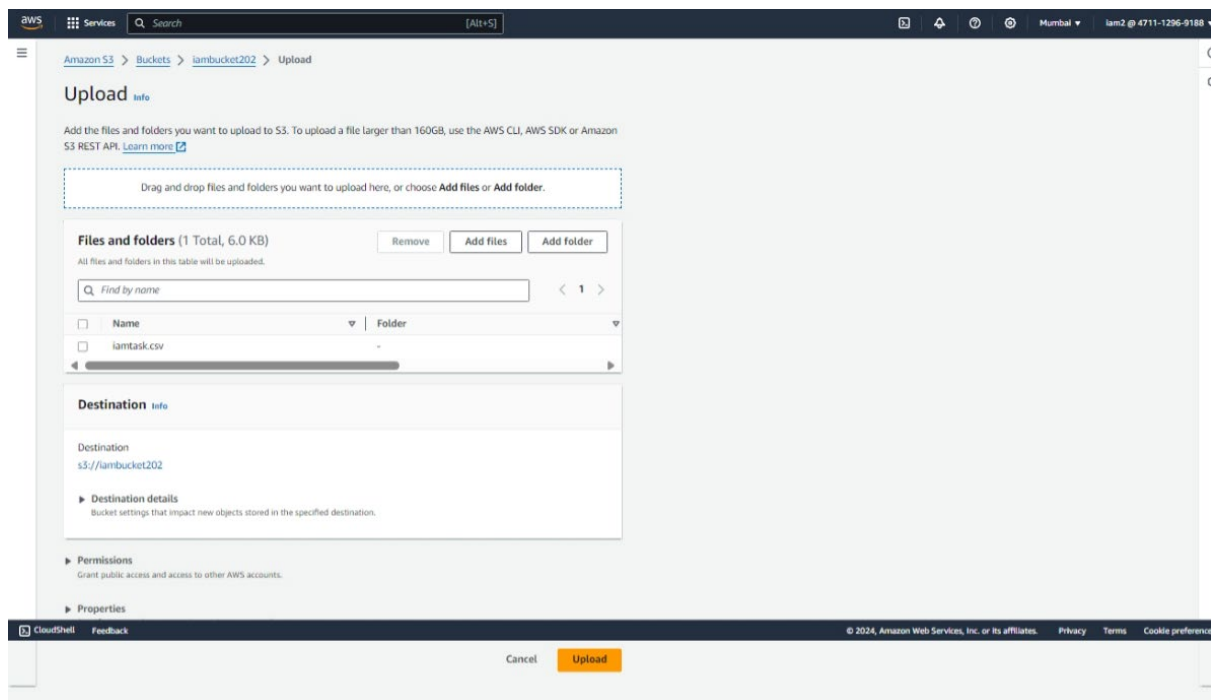 aws
Services
Search
[Alt+S]
Mumbai
iam2 @ 4711-1296-9188
Amazon S3 > Buckets > iambucket202 > Upload
Upload Info
Add the files and folders you want to upload to S3. To upload a file larger than 160GB, use the AWS CLI, AWS SDK or Amazon
S3 REST API. Learn more
Drag and drop files and folders you want to upload here, or choose Add files or Add folder.
Files and folders (1 Total, 6.0 KB)
Remove
Add files
Add folder
All files and folders in this table will be uploaded.
Find by name
1
Name
Folder
iamtask.csv
-
Destination Info
Destination
s3://iambucket202
Destination details
Bucket settings that impact new objects stored in the specified destination.
Permissions
Grant public access and access to other AWS accounts.
Properties
CloudShell
Feedback
© 2024, Amazon Web Services, Inc. or its affiliates.
Privacy
Terms
Cookie preference
Cancel
Upload